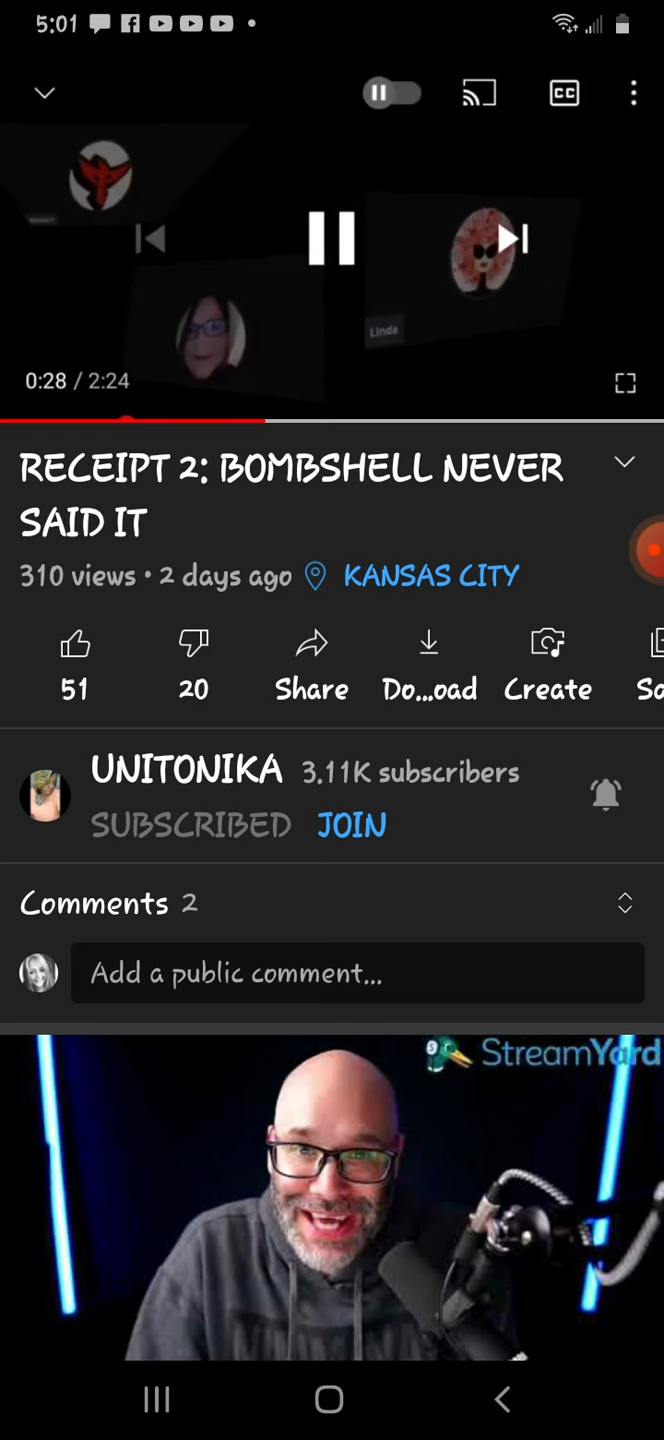 5:01
CC
Linda
0:28 / 2:24
RECEIPT 2: BOMBSHELL NEVER
SAID IT
310 views • 2 days ago KANSAS CITY
51 20 Share Do...oad Create So
UNITONIKA 3.11K subscribers
SUBSCRIBED JOIN
Comments 2
Add a public comment...
StreamYard